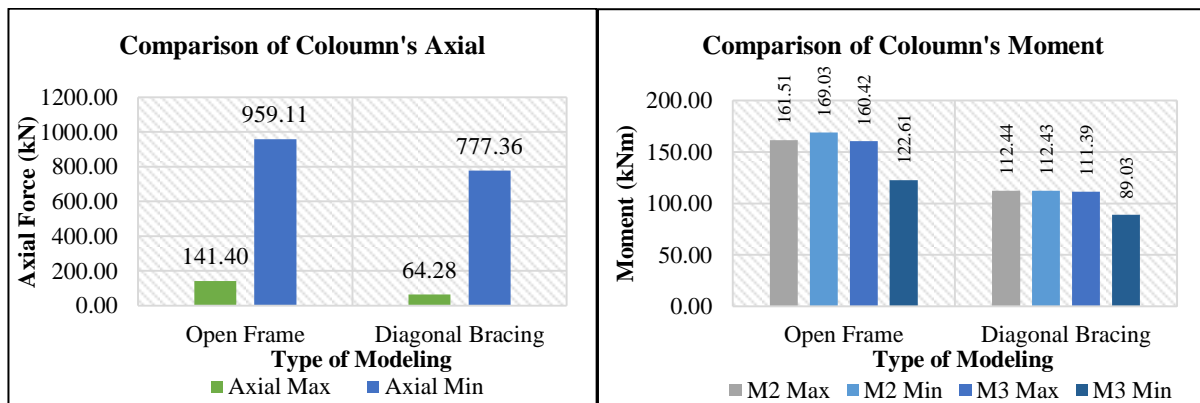 Comparison of Coloumn's Axial
Axial Force (kN)
1200.00
1000.00
800.00
600.00
400.00
200.00
0.00
141.40
959.11
64.28
777.36
Open Frame
Diagonal Bracing
Type of Modeling
Axial Max
Axial Min
Comparison of Coloumn's Moment
Moment (kNm)
200.00
150.00
100.00
50.00
0.00
161.51
169.03
160.42
122.61
112.44
112.43
111.39
89.03
Open Frame
Diagonal Bracing
Type of Modeling
M2 Max
M2 Min
M3 Max
M3 Min